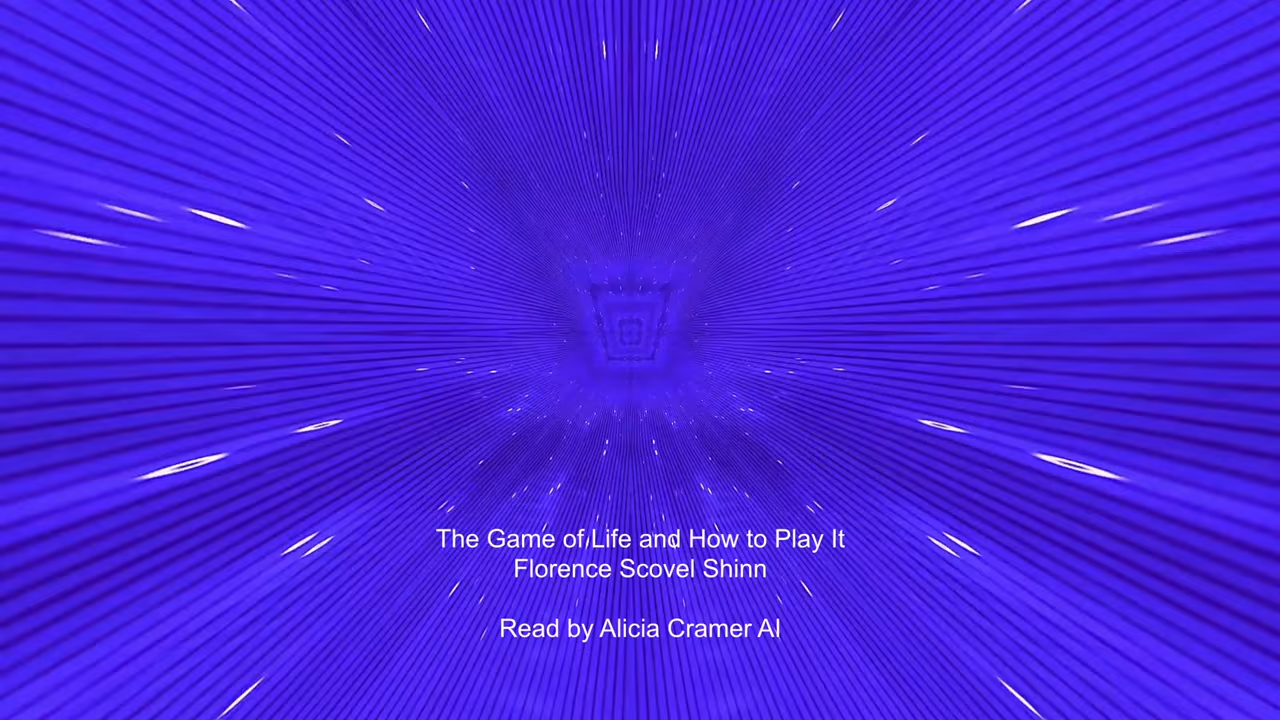 The Game of Life and How to Play It
Florence Scovel Shinn
Read by Alicia Cramer AI